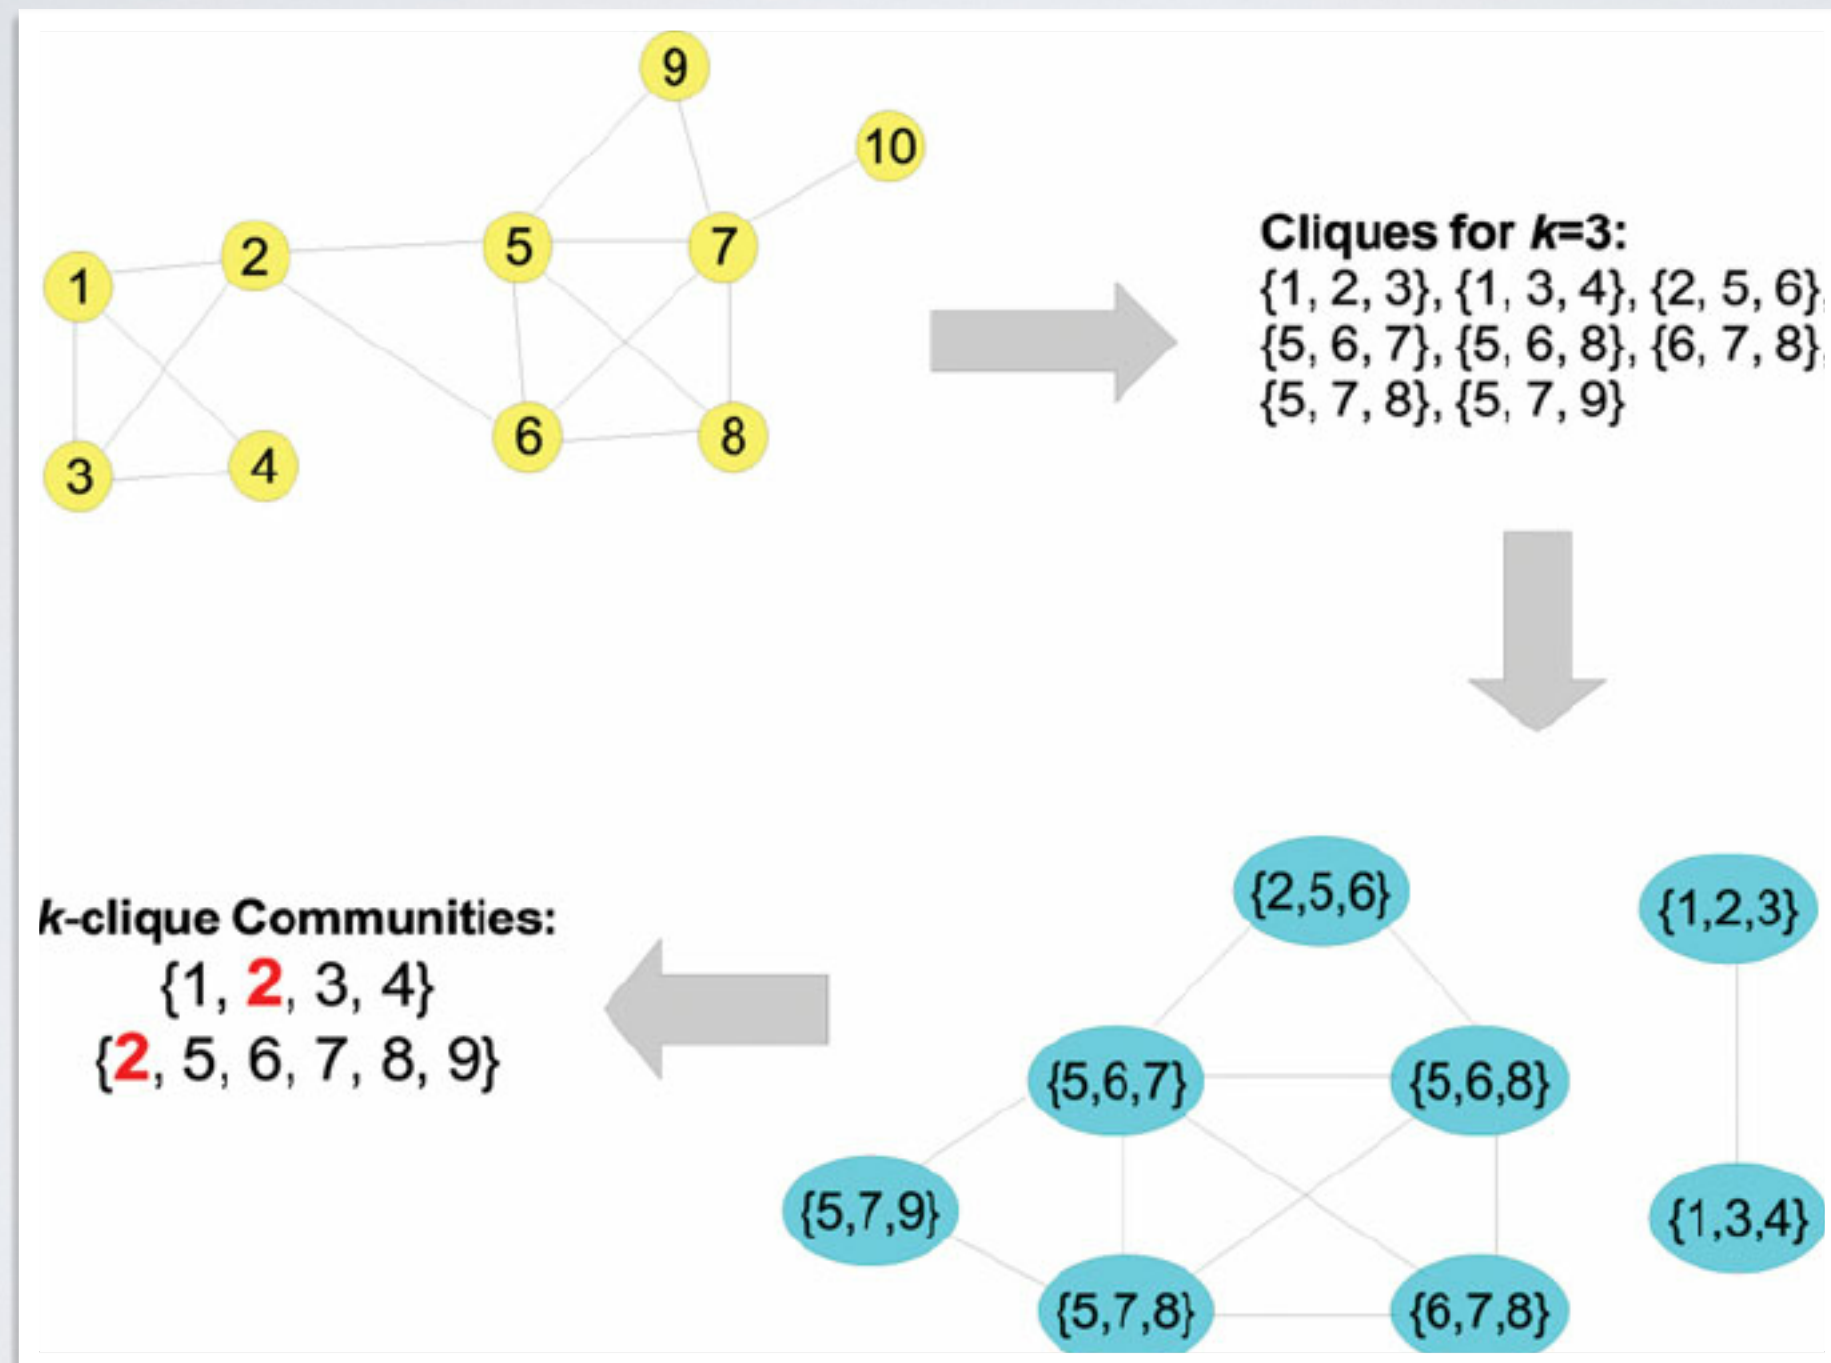 9
10
1
2
5
7
3
4
6
8
Cliques for k=3:
{1, 2, 3}, {1, 3, 4}, {2, 5, 6},
{5, 6, 7}, {5, 6, 8}, {6, 7, 8},
{5, 7, 8}, {5, 7, 9}
{2,5,6}
{1,2,3}
{5,6,7}
{5,6,8}
{5,7,9}
{1,3,4}
{5,7,8}
{6,7,8}
k-clique Communities:
{1, 2, 3, 4}
{2, 5, 6, 7, 8, 9}